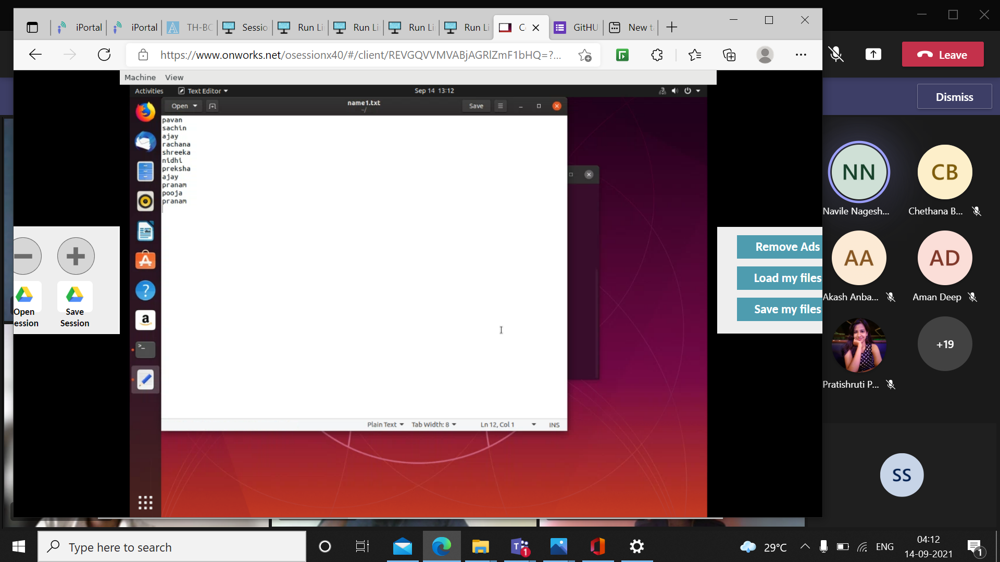 iPortal
iPortal
TH-BC
Sessio
Run Li
Run Li
Run Li
Run Li
GitHU
New t
https://www.onworks.net/osessionx40/#/client/REVGQVVMVABjAGRlZmF1bHQ=?...
Leave
Machine View
Activities Text Editor Sep 14 13:12
Open name1.txt Save
~/
Dismiss
pavan
sachin
ajay
rachana
shreeka
nidhi
preksha
ajay
pranam
pooja
pranam
NN CB
Navile Nagesh... Chethana B...
Open
ession
Save
Session
Remove Ads
Load my files
Save my files
AA AD
Akash Anba... Aman Deep
+19
Pratishruti P...
Plain Text Tab Width: 8 Ln 12, Col 1 INS
SS
Type here to search
29°C ENG
04:12
14-09-2021
1
1